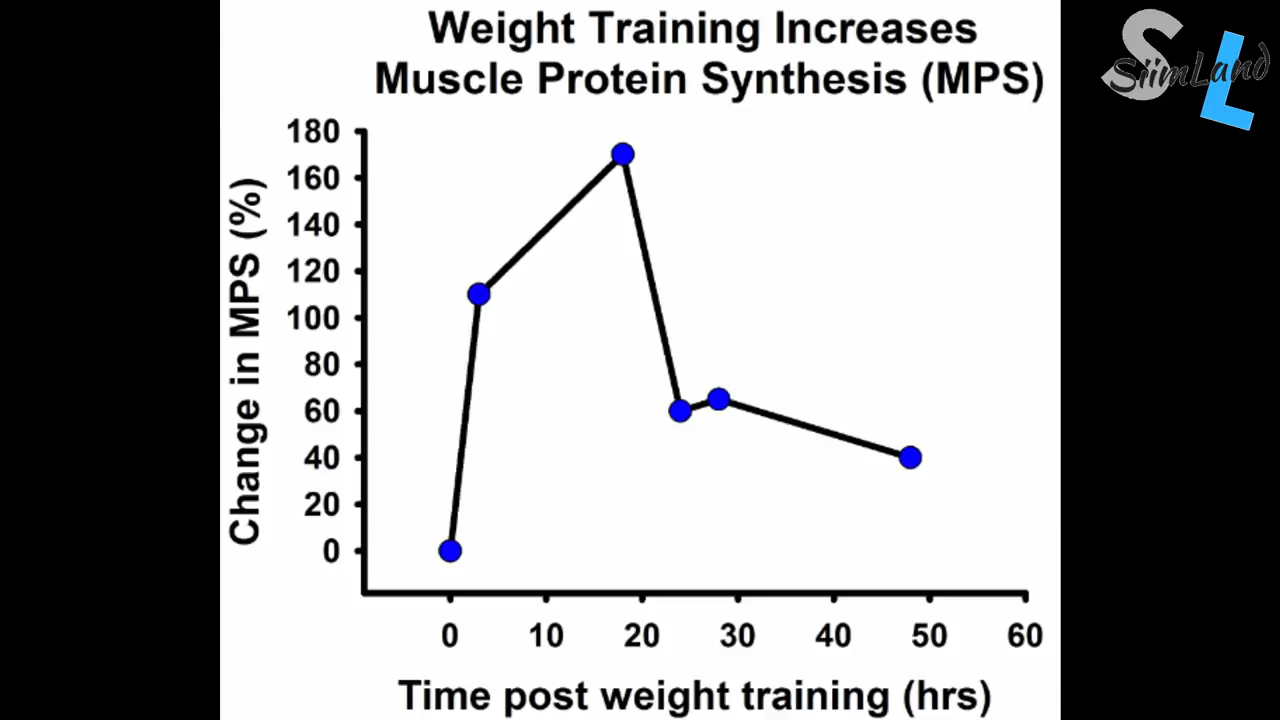 Weight Training Increases
Muscle Protein Synthesis (MPS)
SiimLand
SL
Change in MPS (%)
180
160
140
120
100
80
60
40
20
0
0 10 20 30 40 50 60
Time post weight training (hrs)